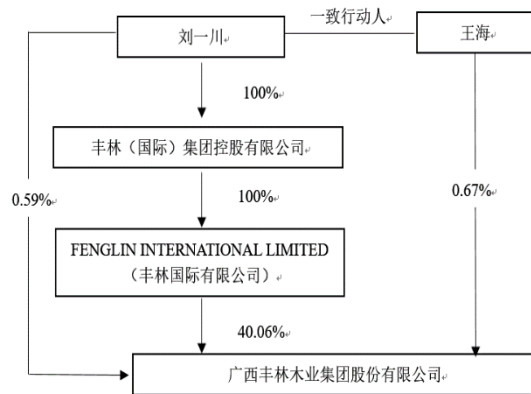 一致行动人
刘一川
王海
100%
丰林（国际）集团控股有限公司
0.59%
100%
0.67%
FENGLIN INTERNATIONAL LIMITED
（丰林国际有限公司）
40.06%
广西丰林木业集团股份有限公司